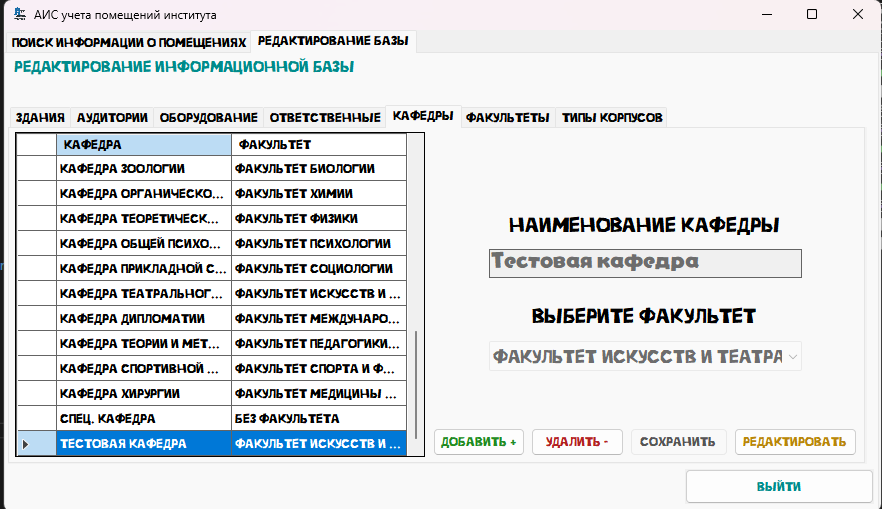 АИС учета помещений института
ПОИСК ИНФОРМАЦИИ О ПОМЕЩЕНИЯХ РЕДАКТИРОВАНИЕ БАЗЫ
РЕДАКТИРОВАНИЕ ИНФОРМАЦИОННОЙ БАЗЫ
ЗДАНИЯ АУДИТОРИИ ОБОРУДОВАНИЕ ОТВЕТСТВЕННЫЕ КАФЕДРЫ ФАКУЛЬТЕТЫ ТИПЫ КОРПУСОВ
КАФЕДРА ФАКУЛЬТЕТ
КАФЕДРА ЗООЛОГИИ ФАКУЛЬТЕТ БИОЛОГИИ
КАФЕДРА ОРГАНИЧЕСКО... ФАКУЛЬТЕТ ХИМИИ
КАФЕДРА ТЕОРЕТИЧЕСК... ФАКУЛЬТЕТ ФИЗИКИ
КАФЕДРА ОБЩЕЙ ПСИХО... ФАКУЛЬТЕТ ПСИХОЛОГИИ
КАФЕДРА ПРИКЛАДНОЙ С... ФАКУЛЬТЕТ СОЦИОЛОГИИ
КАФЕДРА ТЕАТРАЛЬНОГ... ФАКУЛЬТЕТ ИСКУССТВ И ...
КАФЕДРА ДИПЛОМАТИИ ФАКУЛЬТЕТ МЕЖДУНАРО...
КАФЕДРА ТЕОРИИ И МЕТ... ФАКУЛЬТЕТ ПЕДАГОГИКИ...
КАФЕДРА СПОРТИВНОЙ ... ФАКУЛЬТЕТ СПОРТА И Ф...
КАФЕДРА ХИРУРГИИ ФАКУЛЬТЕТ МЕДИЦИНЫ ...
СПЕЦ. КАФЕДРА БЕЗ ФАКУЛЬТЕТА
ТЕСТОВАЯ КАФЕДРА ФАКУЛЬТЕТ ИСКУССТВ И ...
НАИМЕНОВАНИЕ КАФЕДРЫ
Тестовая кафедра
ВЫБЕРИТЕ ФАКУЛЬТЕТ
ФАКУЛЬТЕТ ИСКУССТВ И ТЕАТРА
ДОБАВИТЬ + УДАЛИТЬ - СОХРАНИТЬ РЕДАКТИРОВАТЬ
ВЫЙТИ